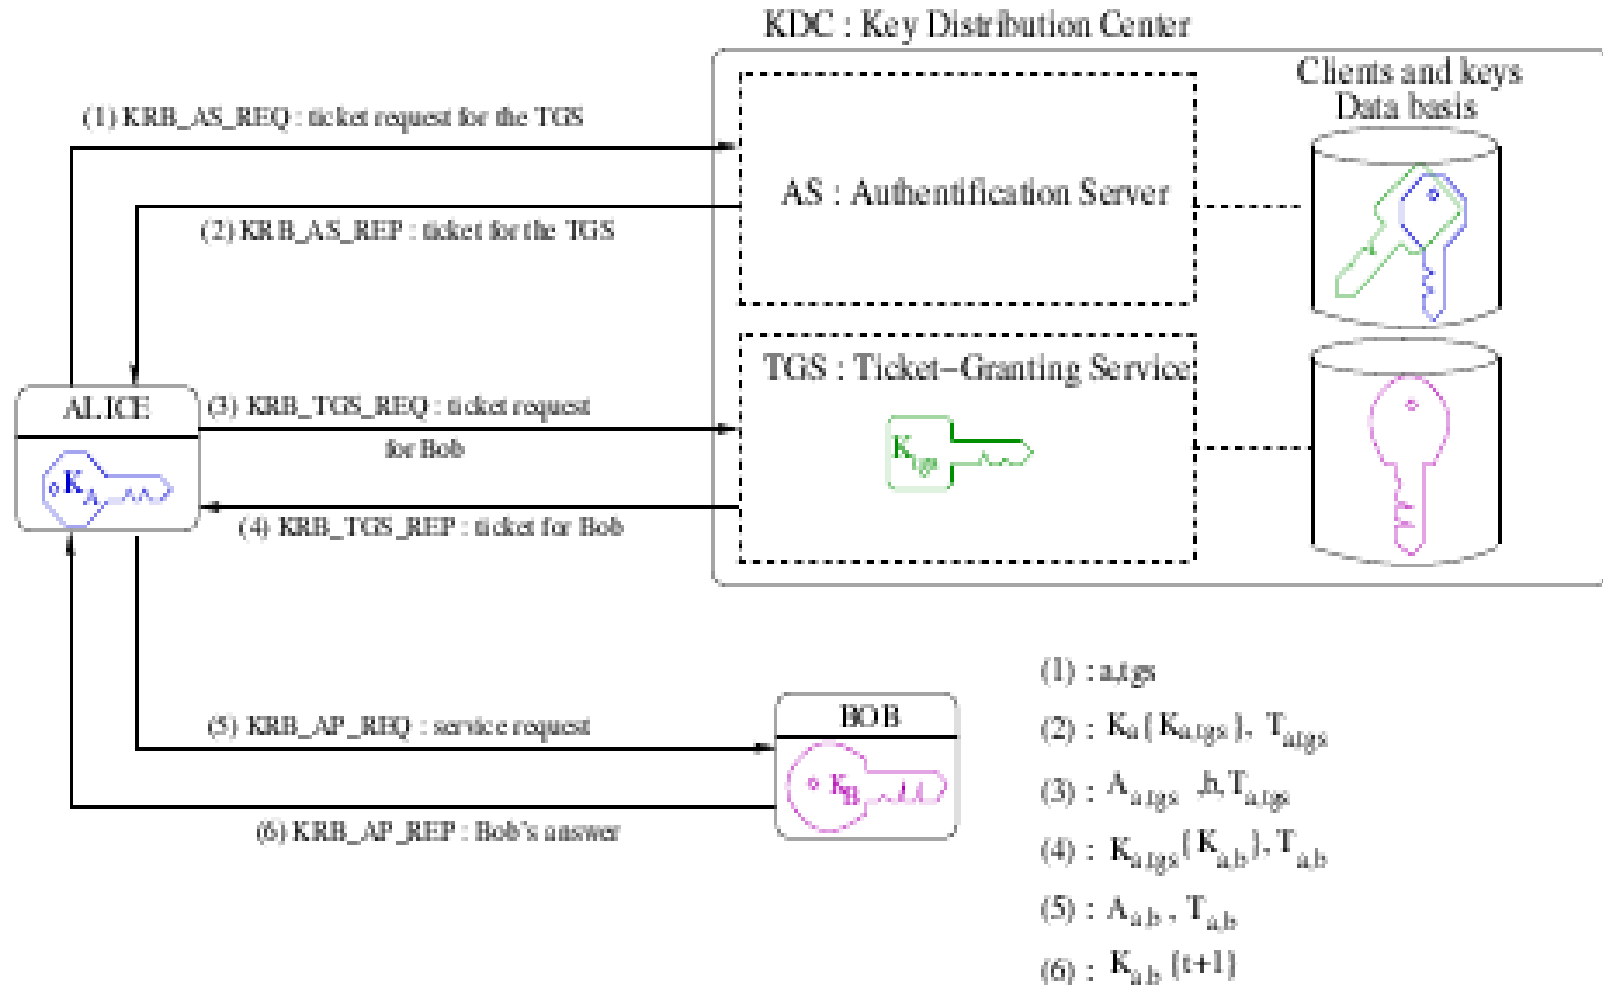 KDC : Key Distribution Center
Clients and keys
Data basis
(1) KRB_AS_REQ : ticket request for the TGS
AS : Authentification Server
(2) KRB_AS_REP : ticket for the TGS
TGS : Ticket-Granting Service
ALICE
(3) KRB_TGS_REQ : ticket request
for Bob
K_A
K_tgs
(4) KRB_TGS_REP : ticket for Bob
(5) KRB_AP_REQ : service request
BOB
K_B
(6) KRB_AP_REP : Bob's answer
(1) : a,tgs
(2) : K_a{K_a,tgs}, T_a,tgs
(3) : A_a,tgs ,b,T_a,tgs
(4) : K_a,tgs{K_a,b},T_a,b
(5) : A_a,b , T_a,b
(6) : K_a,b {t+1}